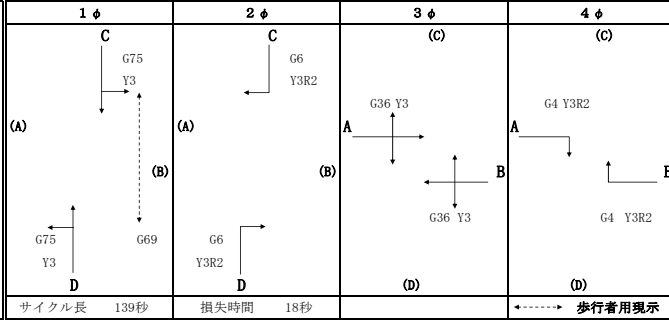 1φ 2φ 3φ 4φ
C C (C) (C)
G75 G6
Y3 Y3R2
G36 Y3 G4 Y3R2
(A) (A) A A
(B) (B) B B
G36 Y3 G4 Y3R2
G75 G69 G6
Y3 Y3R2
D D (D) (D)
サイクル長 139秒 損失時間 18秒 歩行者用現示